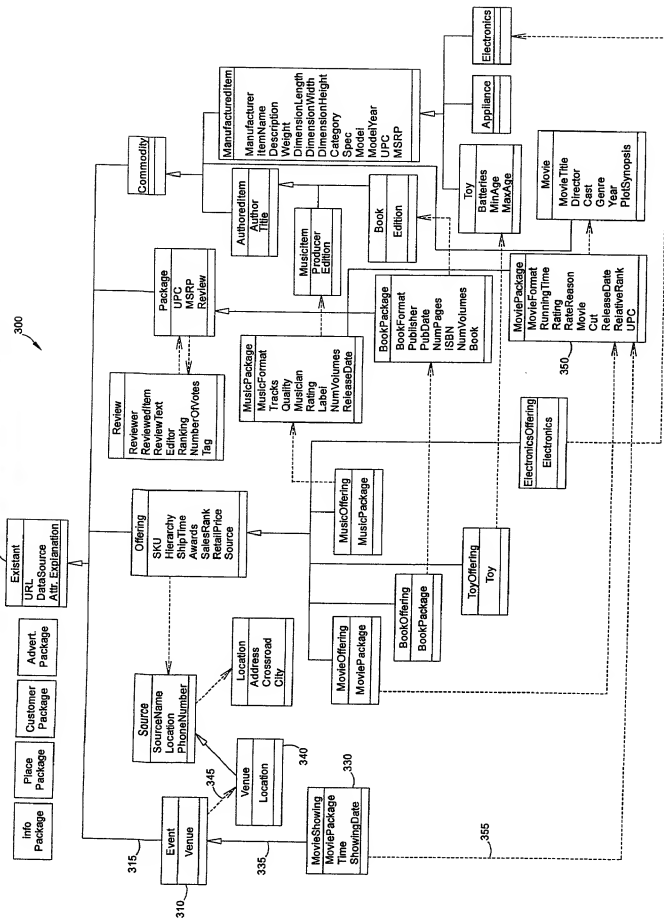 300
Info
Package
Place
Package
Customer
Package
Advert.
Package
Existant
URL
DataSource
Attr. Explanation
315
Event
Venue
310
345
Source
SourceName
Location
PhoneNumber
Location
Address
Crossroad
City
Venue
Location
340
335
MovieShowing
MoviePackage
Time
ShowingDate
330
355
Offering
SKU
Hierarchy
ShipTime
Awards
SalesRank
RetailPrice
Source
Review
Reviewer
ReviewedItem
ReviewText
Editor
Ranking
NumberOfVotes
Tag
Package
UPC
MSRP
Review
Commodity
AuthoredItem
Author
Title
ManufacturedItem
Manufacturer
ItemName
Description
Weight
DimensionLength
DimensionWidth
DimensionHeight
Category
Spec
Model
ModelYear
UPC
MSRP
MusicItem
Producer
Edition
Book
Edition
MusicPackage
MusicFormat
Tracks
Quality
Musician
Rating
Label
NumVolumes
ReleaseDate
BookPackage
BookFormat
Publisher
PubDate
NumPages
ISBN
NumVolumes
Book
Toy
Batteries
MinAge
MaxAge
Appliance
Electronics
Movie
MovieTitle
Director
Cast
Genre
Year
PlotSynopsis
MoviePackage
MovieFormat
RunningTime
Rating
RateReason
Movie
Cut
ReleaseDate
RelativeRank
UPC
350
MovieOffering
MoviePackage
BookOffering
BookPackage
MusicOffering
MusicPackage
ToyOffering
Toy
ElectronicsOffering
Electronics